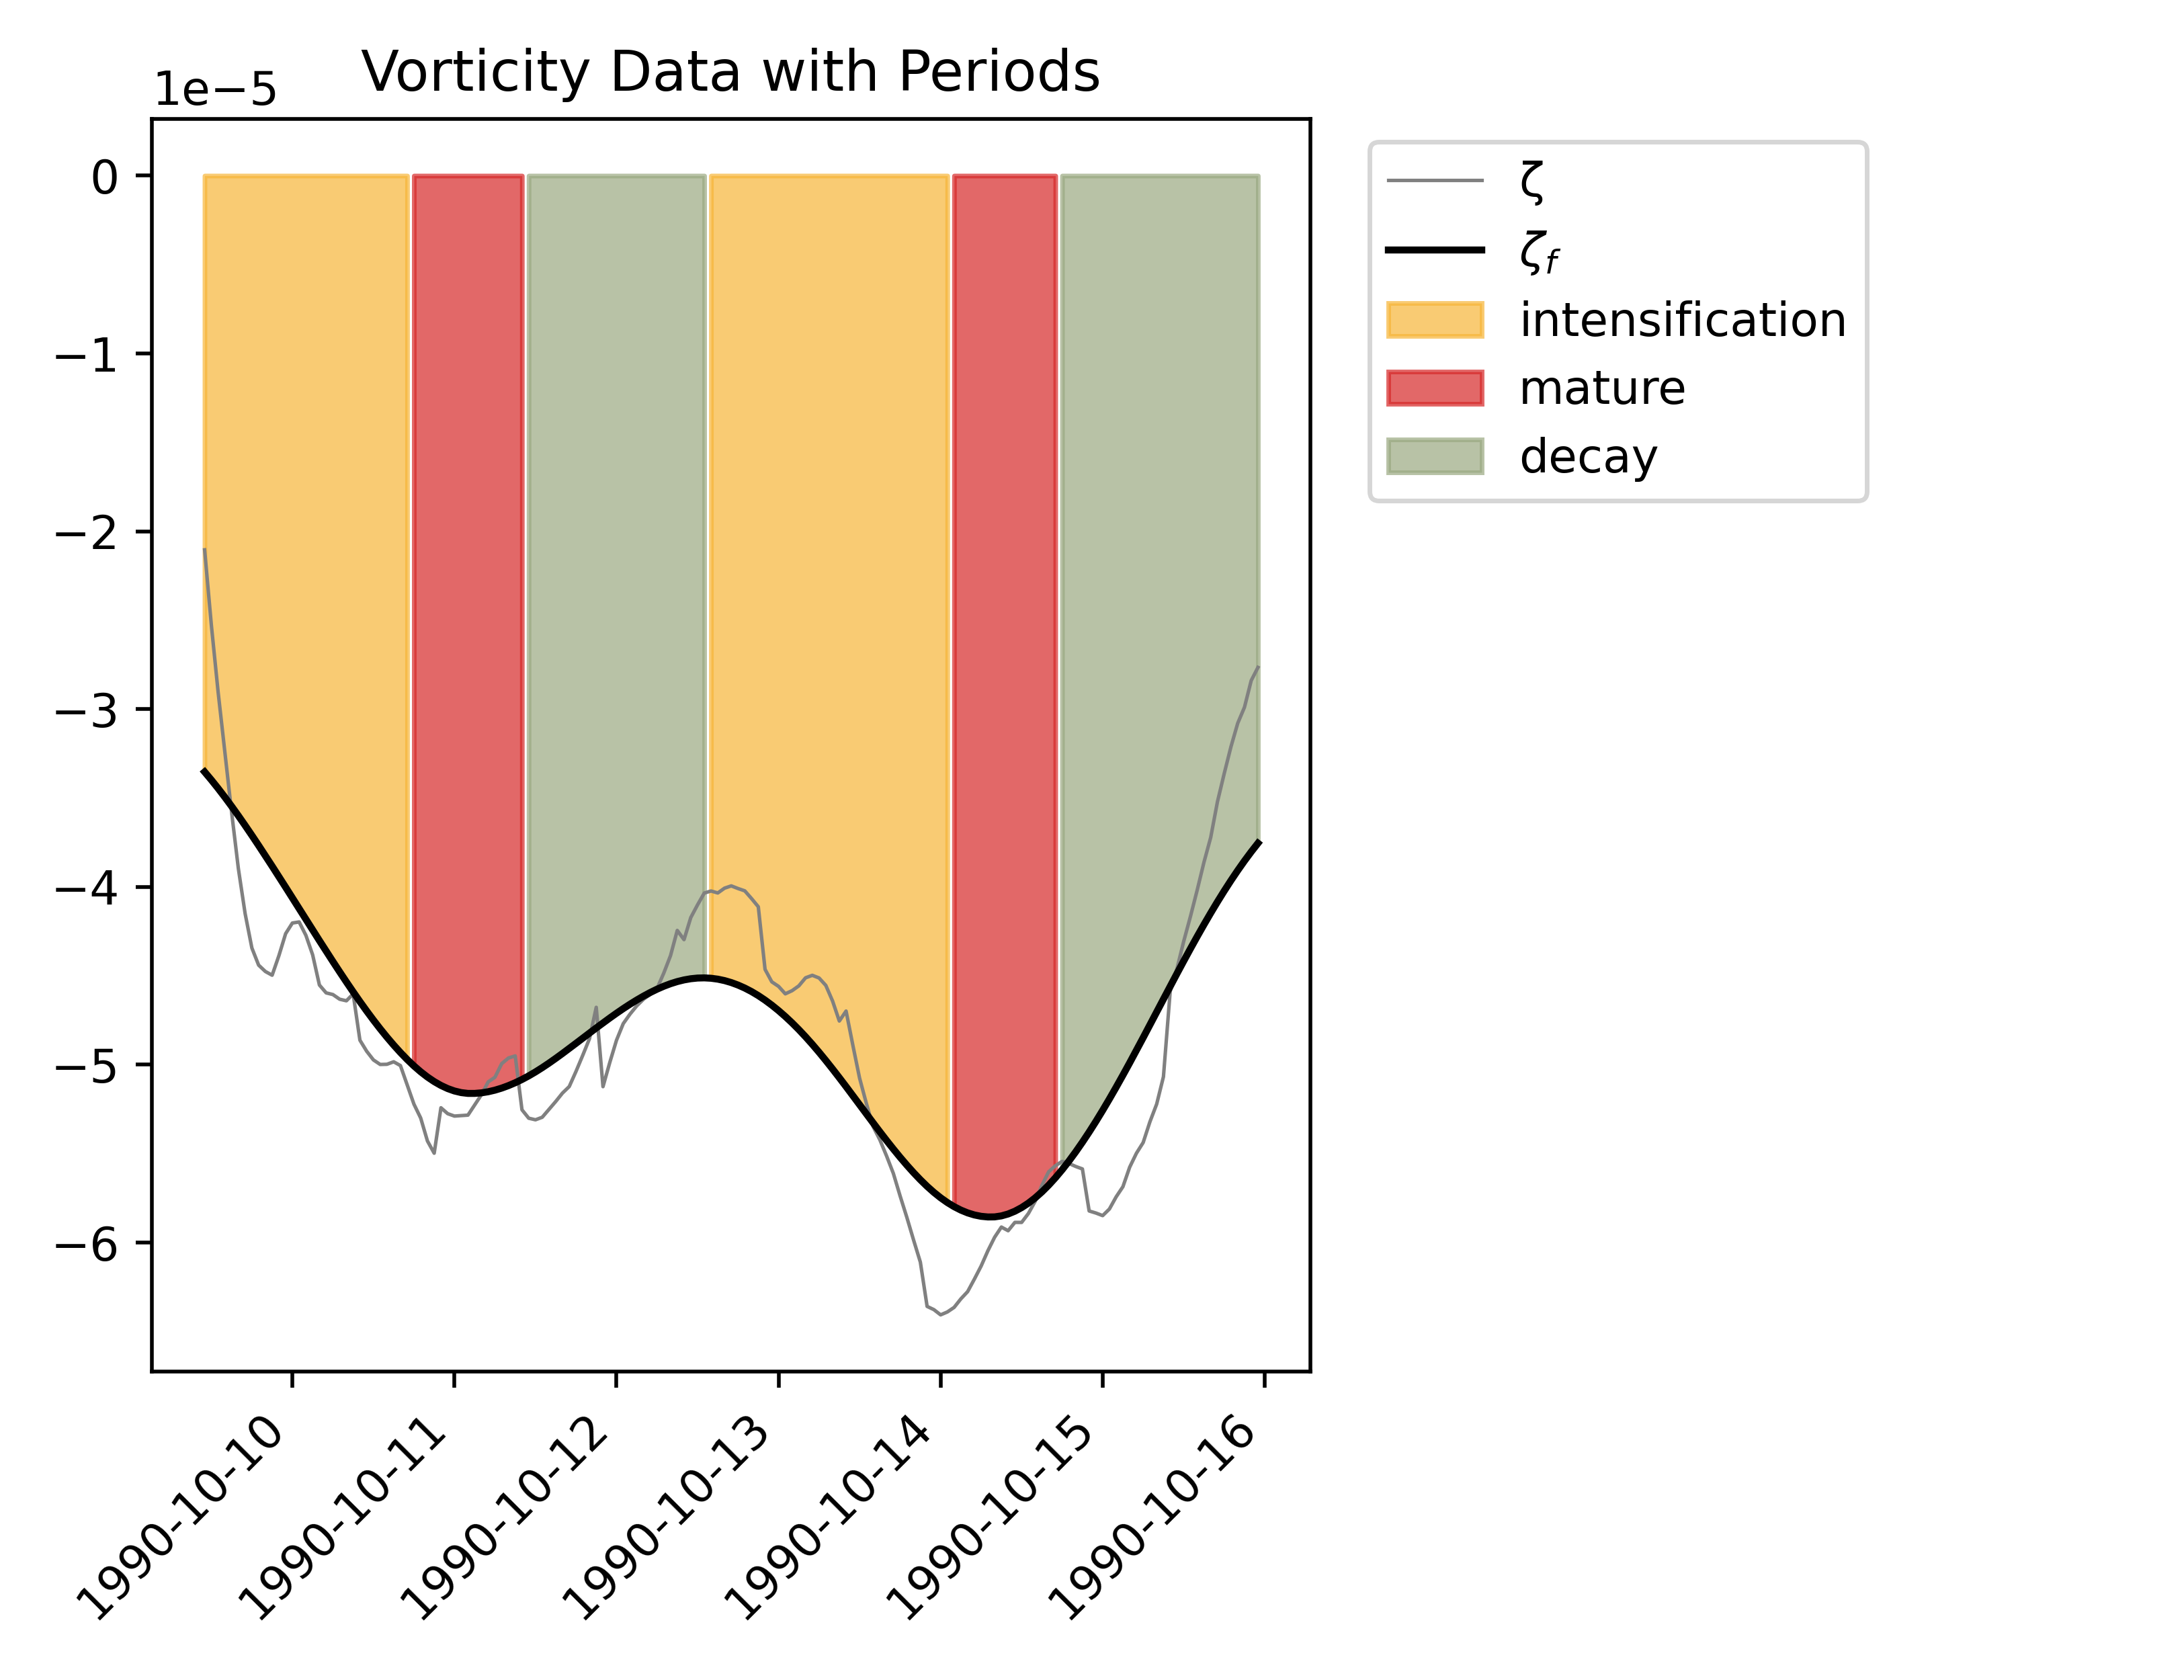 Vorticity Data with Periods
1e−5
0
−1
−2
−3
−4
−5
−6
1990-10-10
1990-10-11
1990-10-12
1990-10-13
1990-10-14
1990-10-15
1990-10-16
ζ
ζf
intensification
mature
decay